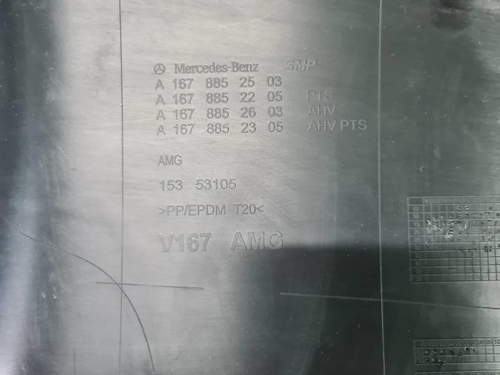 Mercedes-Benz SMP
A 167 885 25 03
A 167 885 22 05 PTS
A 167 885 26 03 AHV
A 167 885 23 05 AHV PTS
AMG
153 53105
>PP/EPDM T20<
V167 AMG